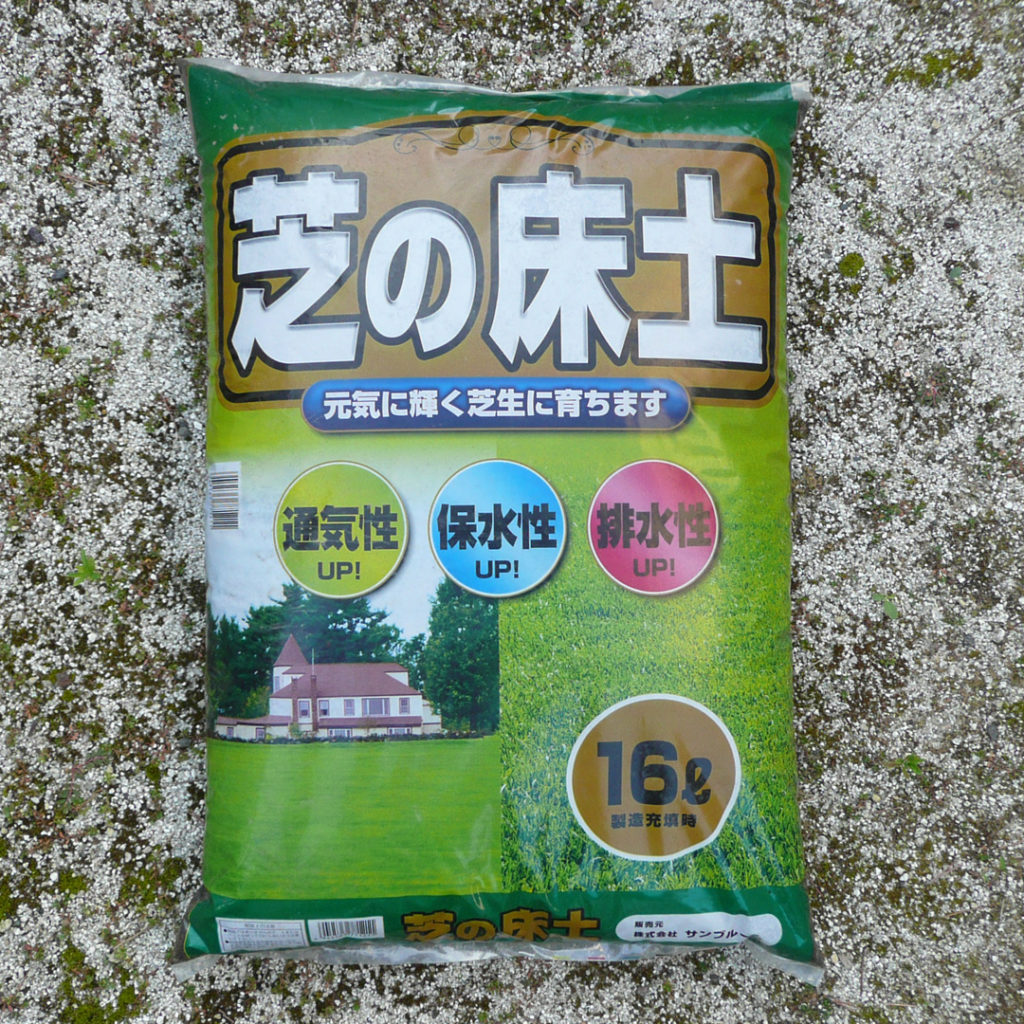 芝の床土
元気に輝く芝生に育ちます
通気性
UP!
保水性
UP!
排水性
UP!
16ℓ
製造充填時
芝の床土
販売元
株式会社 サンブル